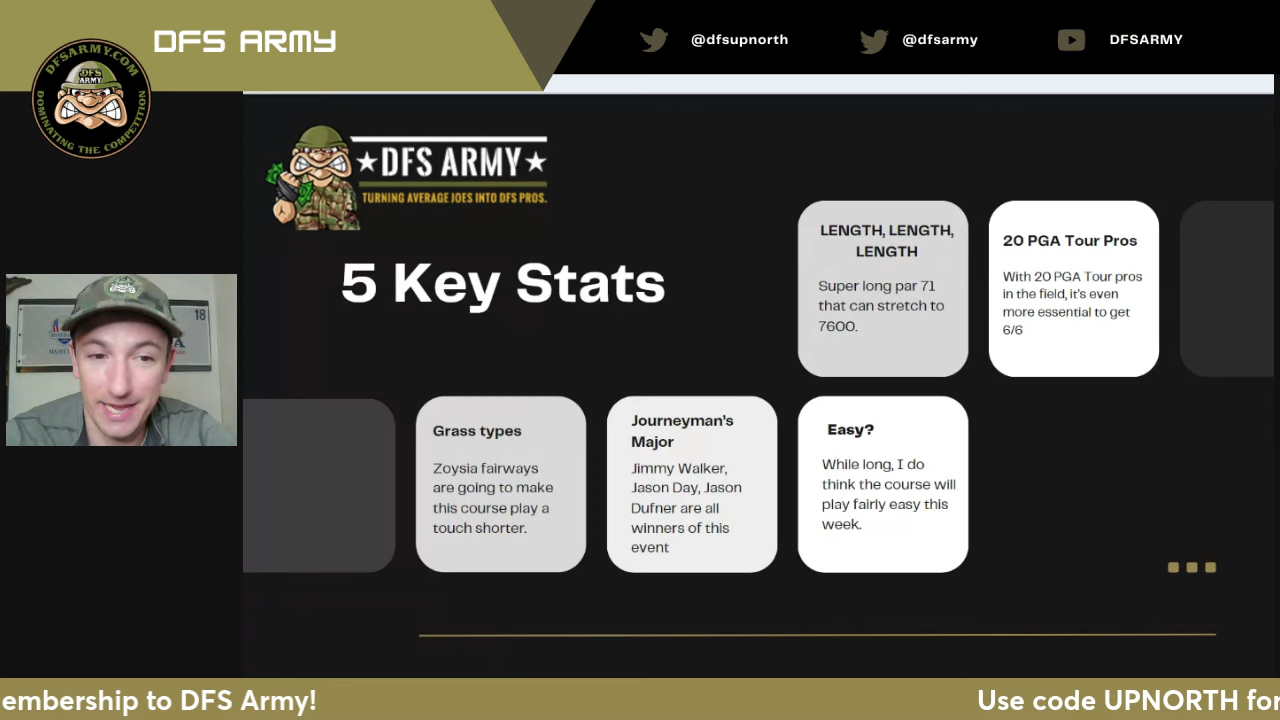 DFS ARMY
@dfsupnorth
@dfsarmy
DFSARMY
DFSARMY.COM
DFS
ARMY
DOMINATING THE COMPETITION
DFS ARMY
TURNING AVERAGE JOES INTO DFS PROS.
5 Key Stats
LENGTH, LENGTH,
LENGTH
Super long par 71
that can stretch to
7600.
20 PGA Tour Pros
With 20 PGA Tour pros
in the field, it's even
more essential to get
6/6
18
Grass types
Zoysia fairways
are going to make
this course play a
touch shorter.
Journeyman's
Major
Jimmy Walker,
Jason Day, Jason
Dufner are all
winners of this
event
Easy?
While long, I do
think the course will
play fairly easy this
week.
embership to DFS Army!
Use code UPNORTH for